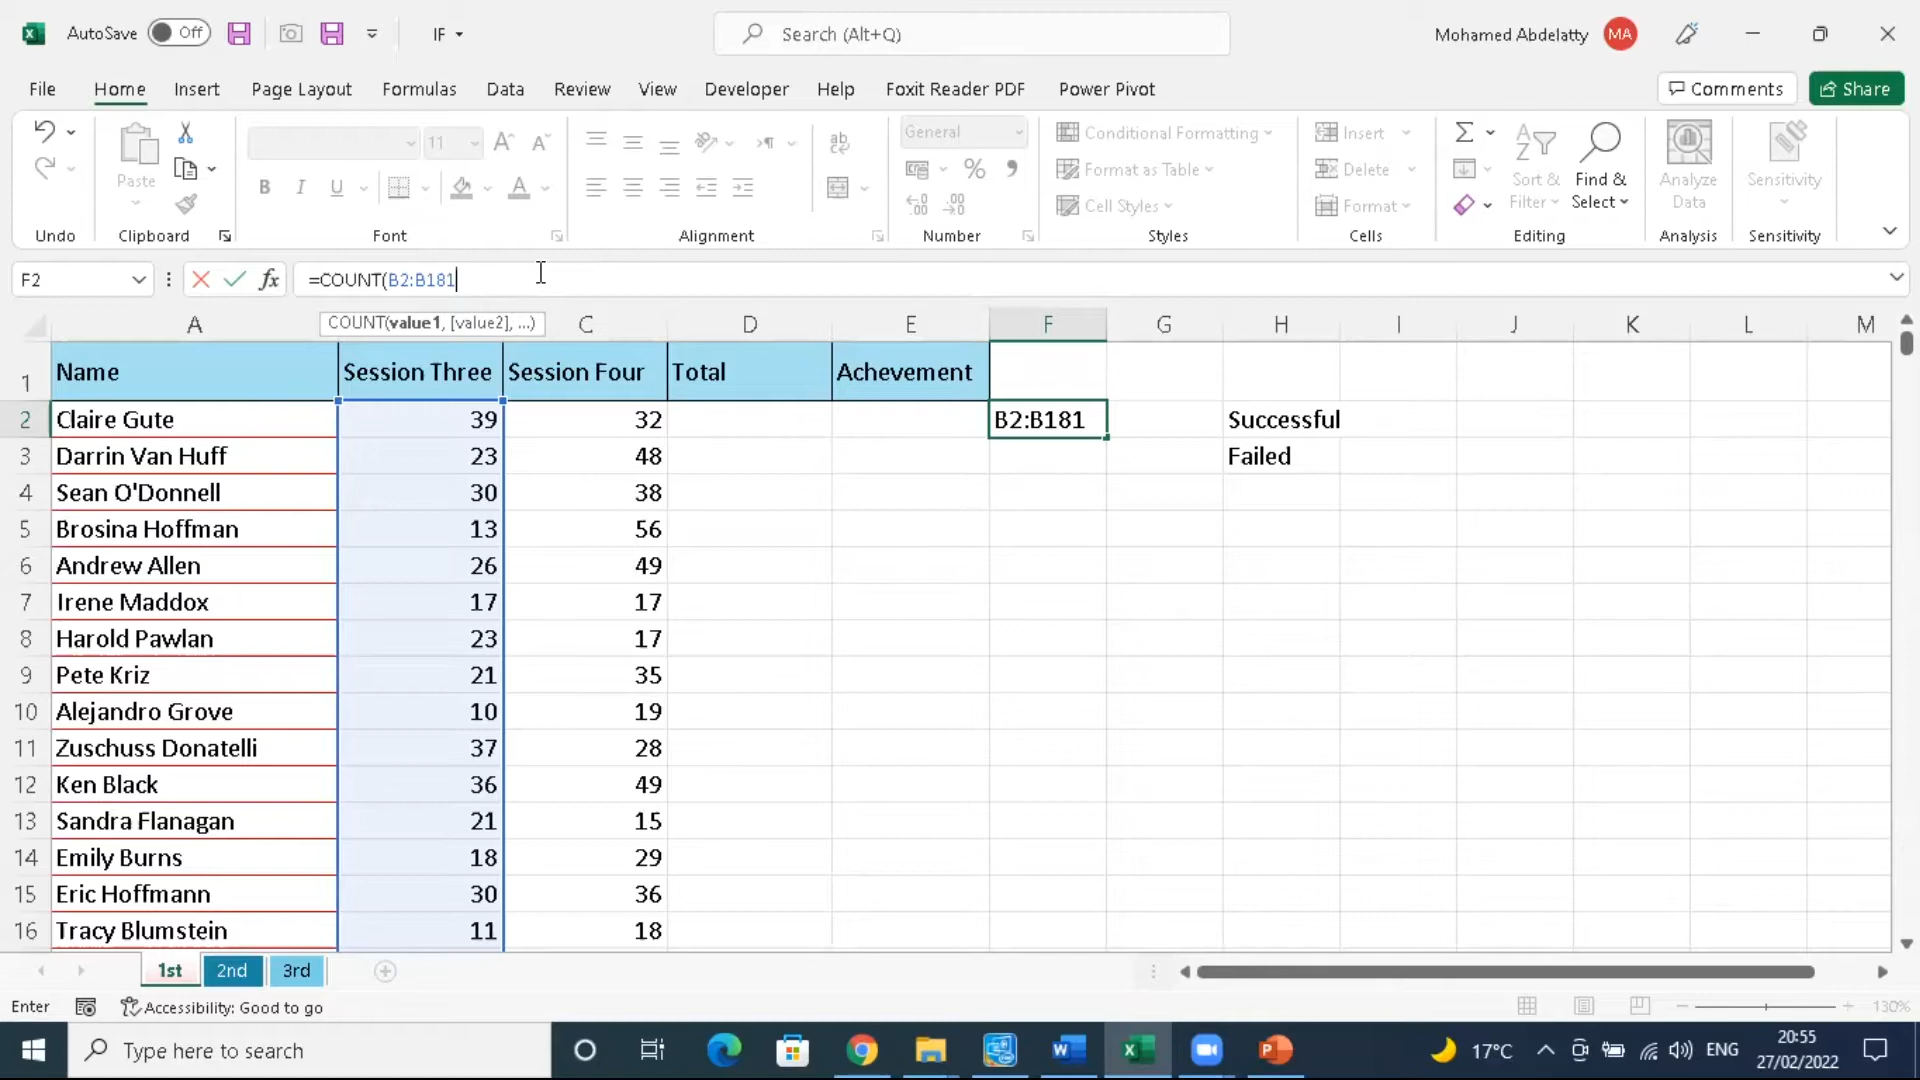 AutoSave Off IF Search (Alt+Q) Mohamed Abdelatty MA
File Home Insert Page Layout Formulas Data Review View Developer Help Foxit Reader PDF Power Pivot Comments Share
Paste 11 B I U ab General % Conditional Formatting Format as Table Cell Styles Insert Delete Format Sort & Filter Find & Select Analyze Data Sensitivity
Undo Clipboard Font Alignment Number Styles Cells Editing Analysis Sensitivity
F2 fx =COUNT(B2:B181
COUNT(value1, [value2], ...)
A C D E F G H I J K L M
1 Name Session Three Session Four Total Achevement
2 Claire Gute 39 32 B2:B181 Successful
3 Darrin Van Huff 23 48 Failed
4 Sean O'Donnell 30 38
5 Brosina Hoffman 13 56
6 Andrew Allen 26 49
7 Irene Maddox 17 17
8 Harold Pawlan 23 17
9 Pete Kriz 21 35
10 Alejandro Grove 10 19
11 Zuschuss Donatelli 37 28
12 Ken Black 36 49
13 Sandra Flanagan 21 15
14 Emily Burns 18 29
15 Eric Hoffmann 30 36
16 Tracy Blumstein 11 18
1st 2nd 3rd
Enter Accessibility: Good to go 130%
Type here to search 17°C ENG 20:55
27/02/2022